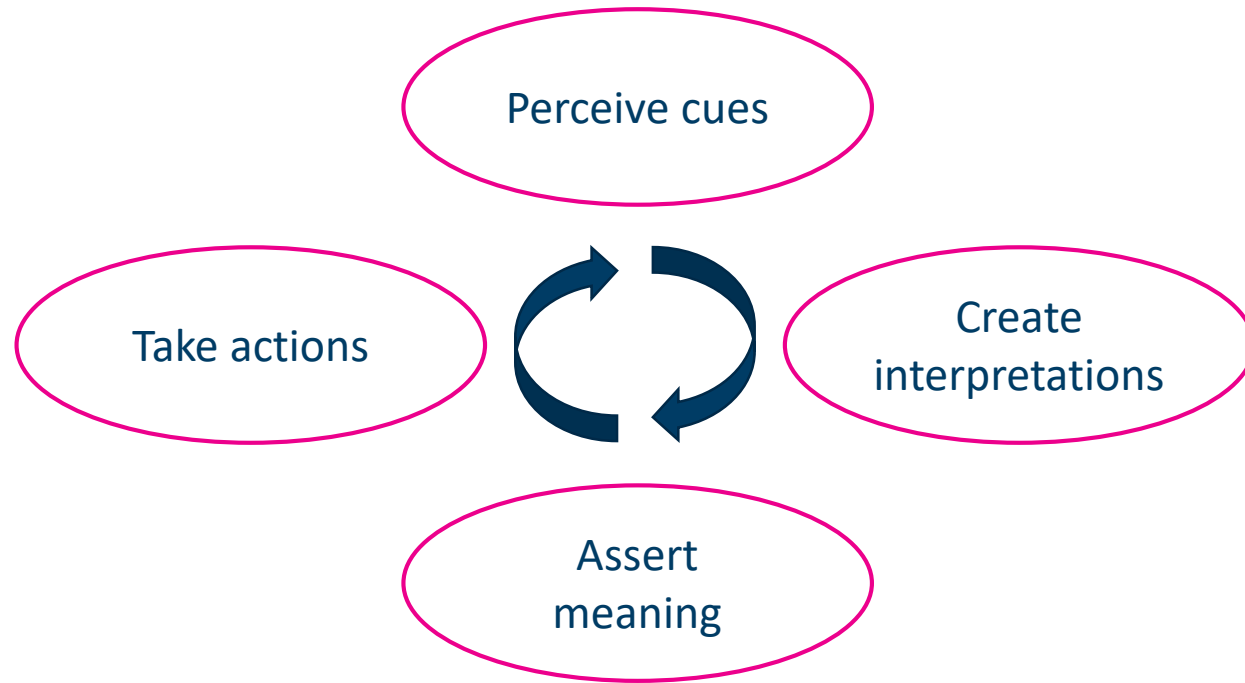 Perceive cues
Take actions
Create
interpretations
Assert
meaning